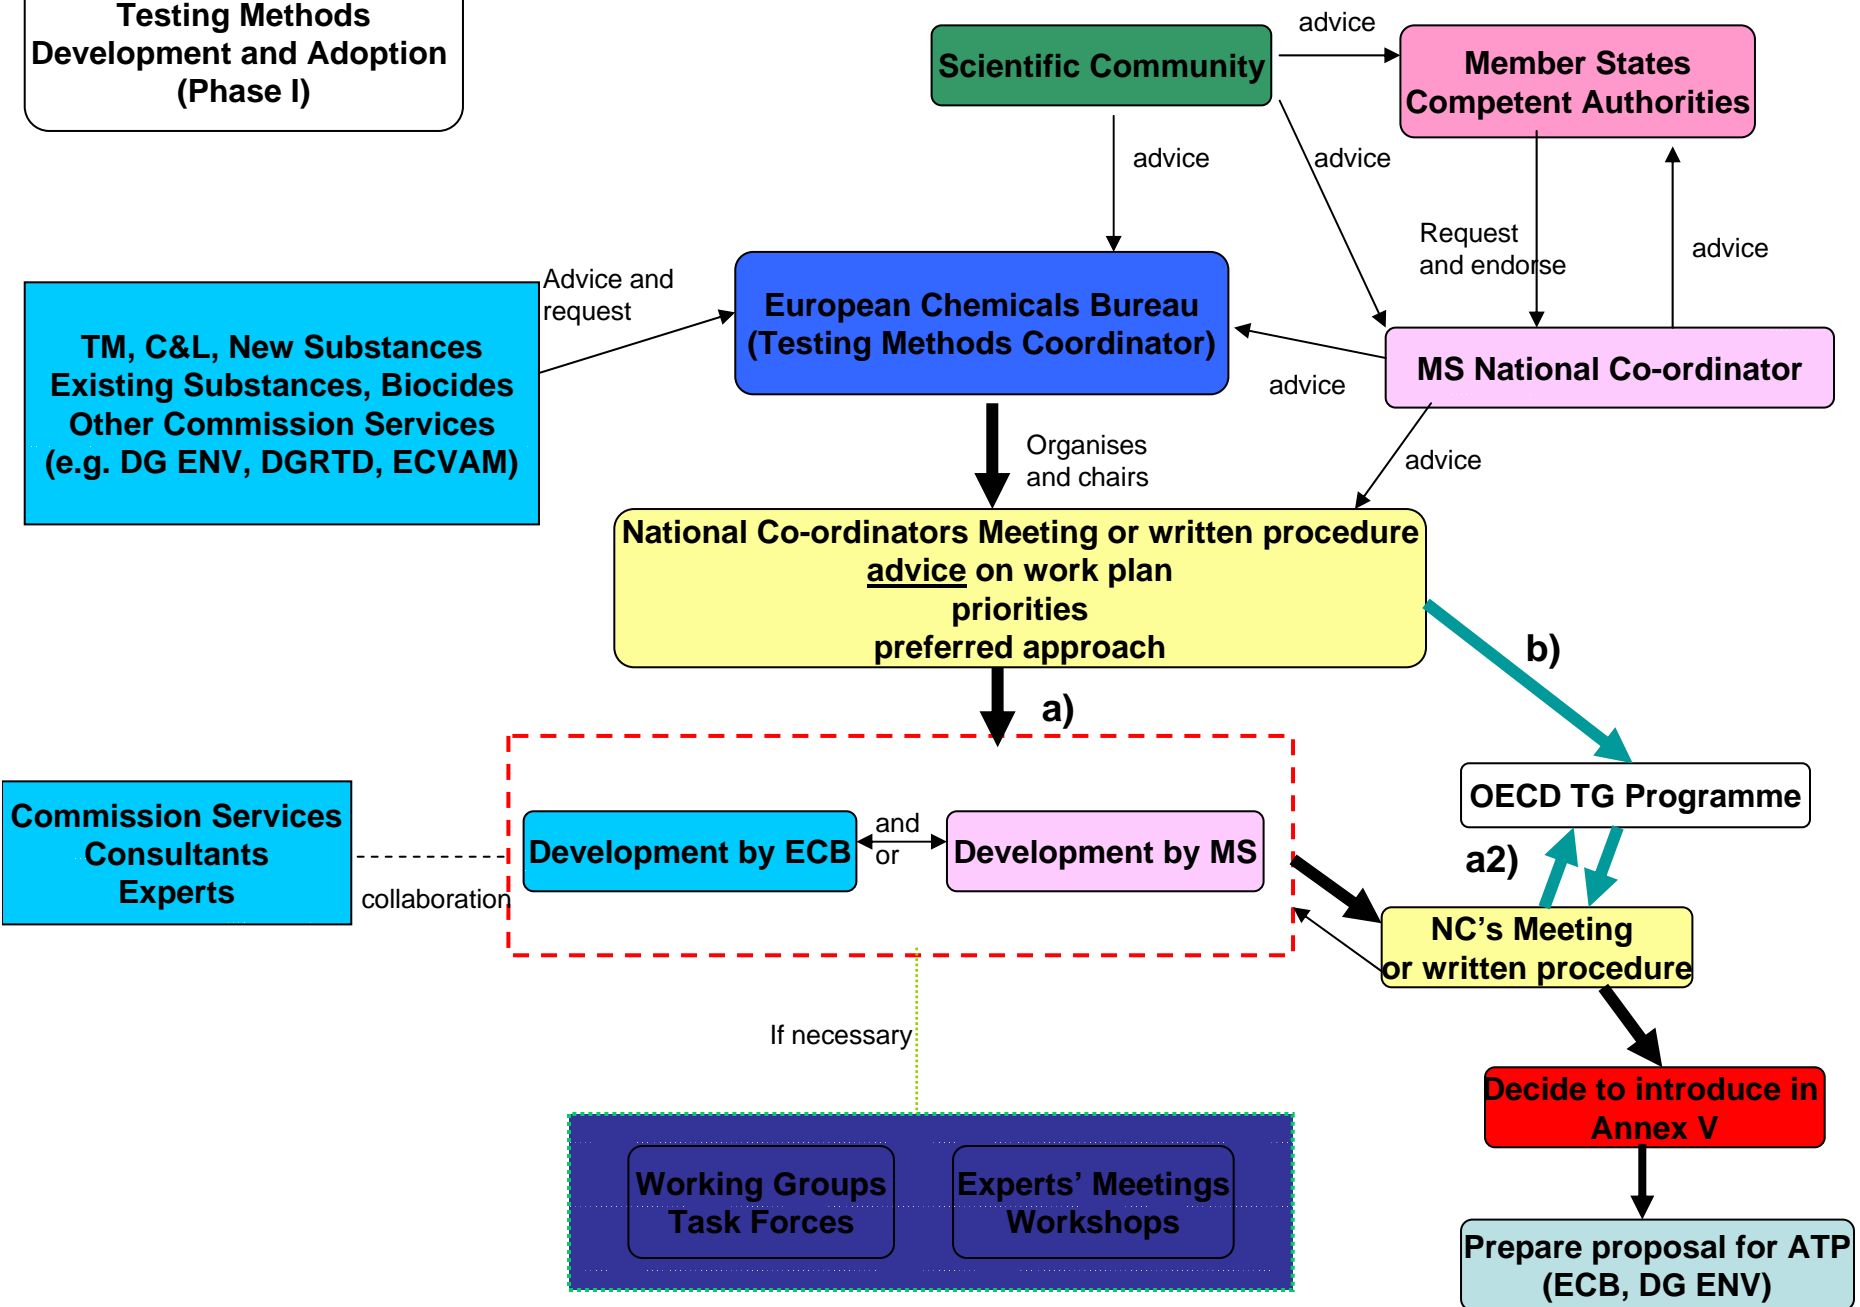 Testing Methods
Development and Adoption
(Phase I)
Scientific Community
advice
Member States
Competent Authorities
advice
advice
Request
and endorse
advice
TM, C&L, New Substances
Existing Substances, Biocides
Other Commission Services
(e.g. DG ENV, DGRTD, ECVAM)
Advice and
request
European Chemicals Bureau
(Testing Methods Coordinator)
advice
MS National Co-ordinator
Organises
and chairs
advice
National Co-ordinators Meeting or written procedure
advice on work plan
priorities
preferred approach
a)
b)
Commission Services
Consultants
Experts
collaboration
Development by ECB
and
or
Development by MS
OECD TG Programme
a2)
NC's Meeting
or written procedure
If necessary
Working Groups
Task Forces
Experts' Meetings
Workshops
Decide to introduce in
Annex V
Prepare proposal for ATP
(ECB, DG ENV)